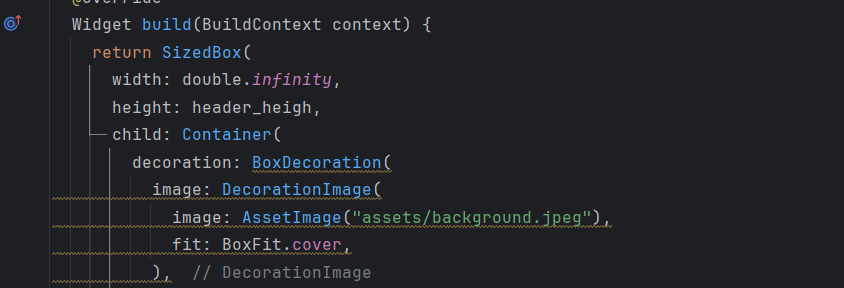 @override
Widget build(BuildContext context) {
return SizedBox(
width: double.infinity,
height: header_heigh,
child: Container(
decoration: BoxDecoration(
image: DecorationImage(
image: AssetImage("assets/background.jpeg"),
fit: BoxFit.cover,
), // DecorationImage